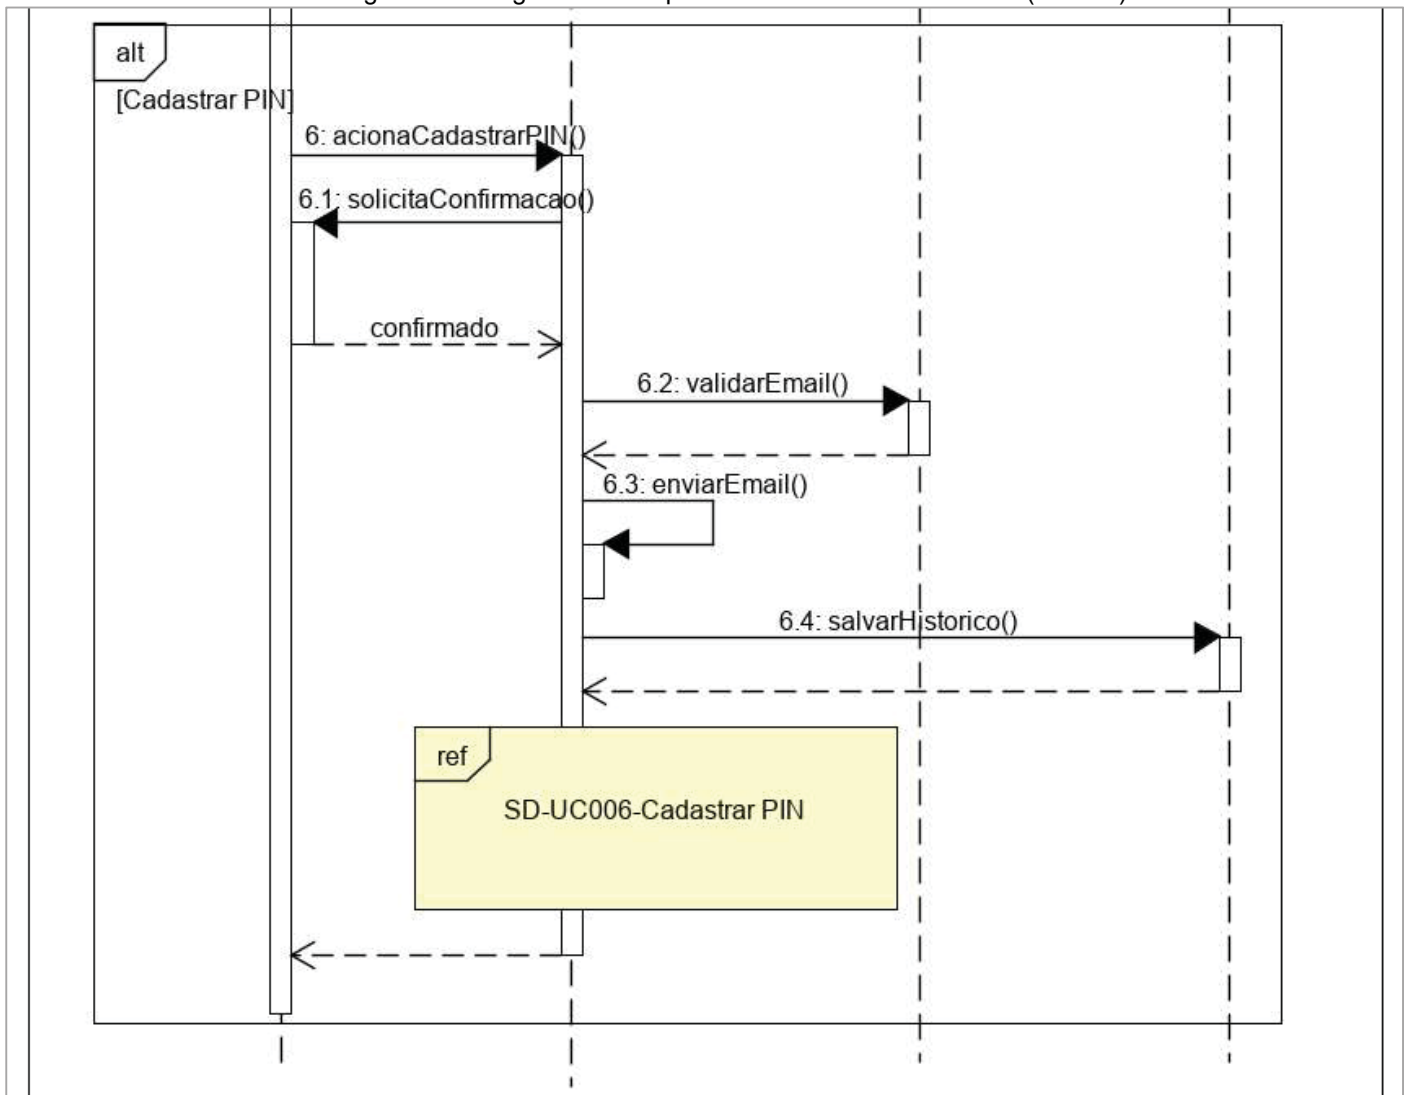 alt
[Cadastrar PIN]
6: acionaCadastrarPIN()
6.1: solicitaConfirmacao()
confirmado
6.2: validarEmail()
6.3: enviarEmail()
6.4: salvarHistorico()
ref
SD-UC006-Cadastrar PIN